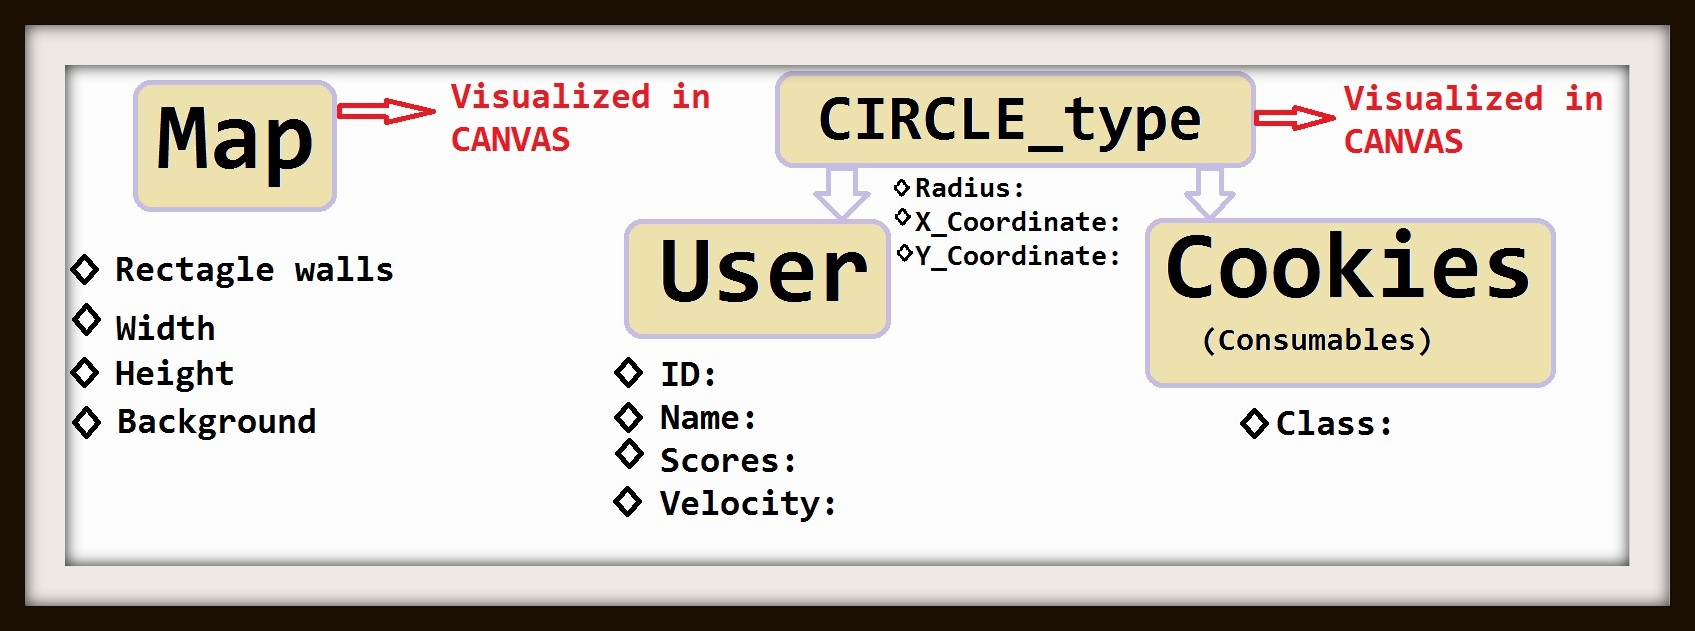 Map
Visualized in
CANVAS
Rectagle walls
Width
Height
Background
CIRCLE_type
Visualized in
CANVAS
Radius:
X_Coordinate:
Y_Coordinate:
User
ID:
Name:
Scores:
Velocity:
Cookies
(Consumables)
Class: